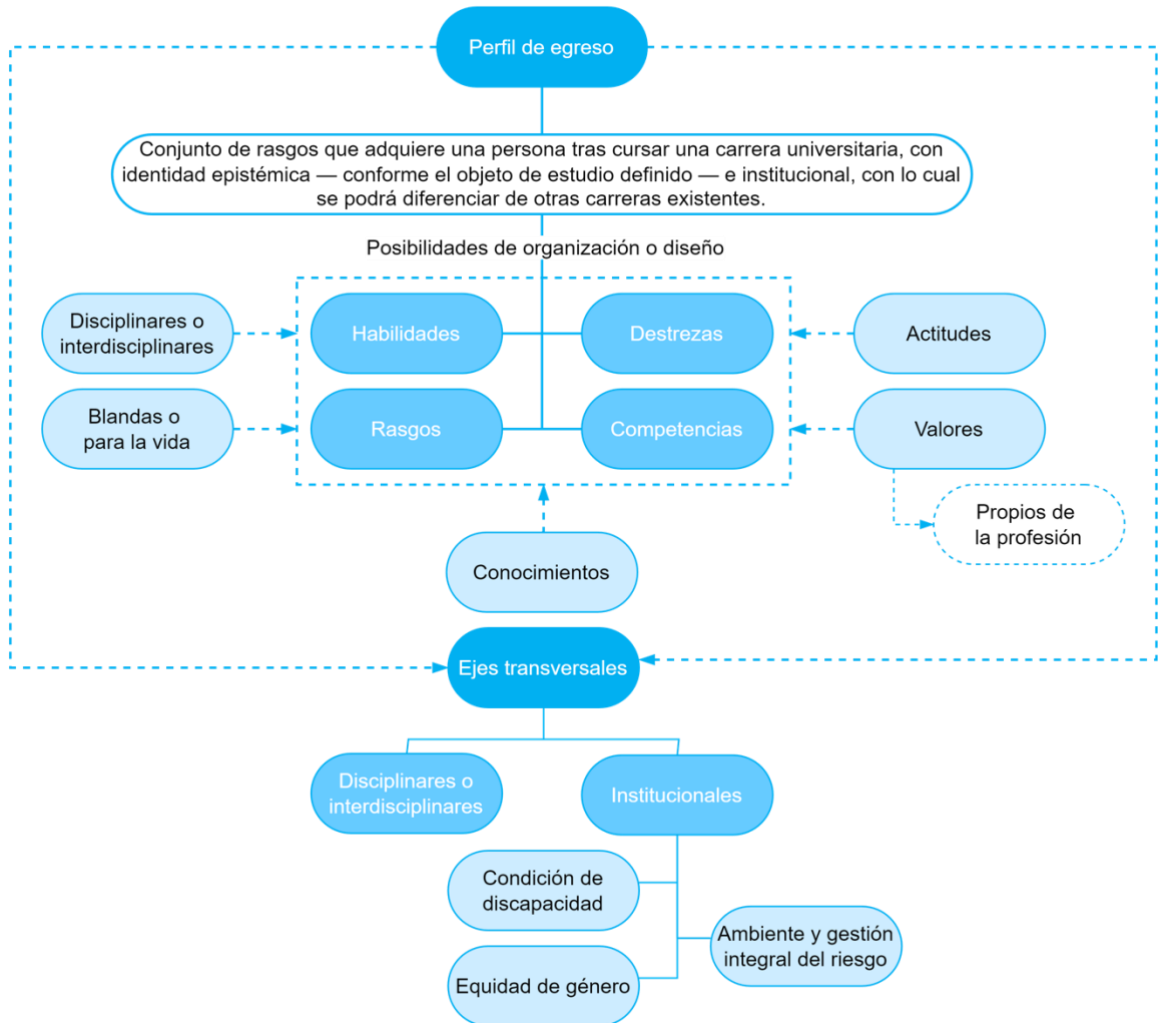 Perfil de egreso
Conjunto de rasgos que adquiere una persona tras cursar una carrera universitaria, con
identidad epistémica — conforme el objeto de estudio definido — e institucional, con lo cual
se podrá diferenciar de otras carreras existentes.
Posibilidades de organización o diseño
Disciplinares o
interdisciplinares
Habilidades
Destrezas
Actitudes
Blandas o
para la vida
Rasgos
Competencias
Valores
Propios de
la profesión
Conocimientos
Ejes transversales
Disciplinares o
interdisciplinares
Institucionales
Condición de
discapacidad
Ambiente y gestión
integral del riesgo
Equidad de género